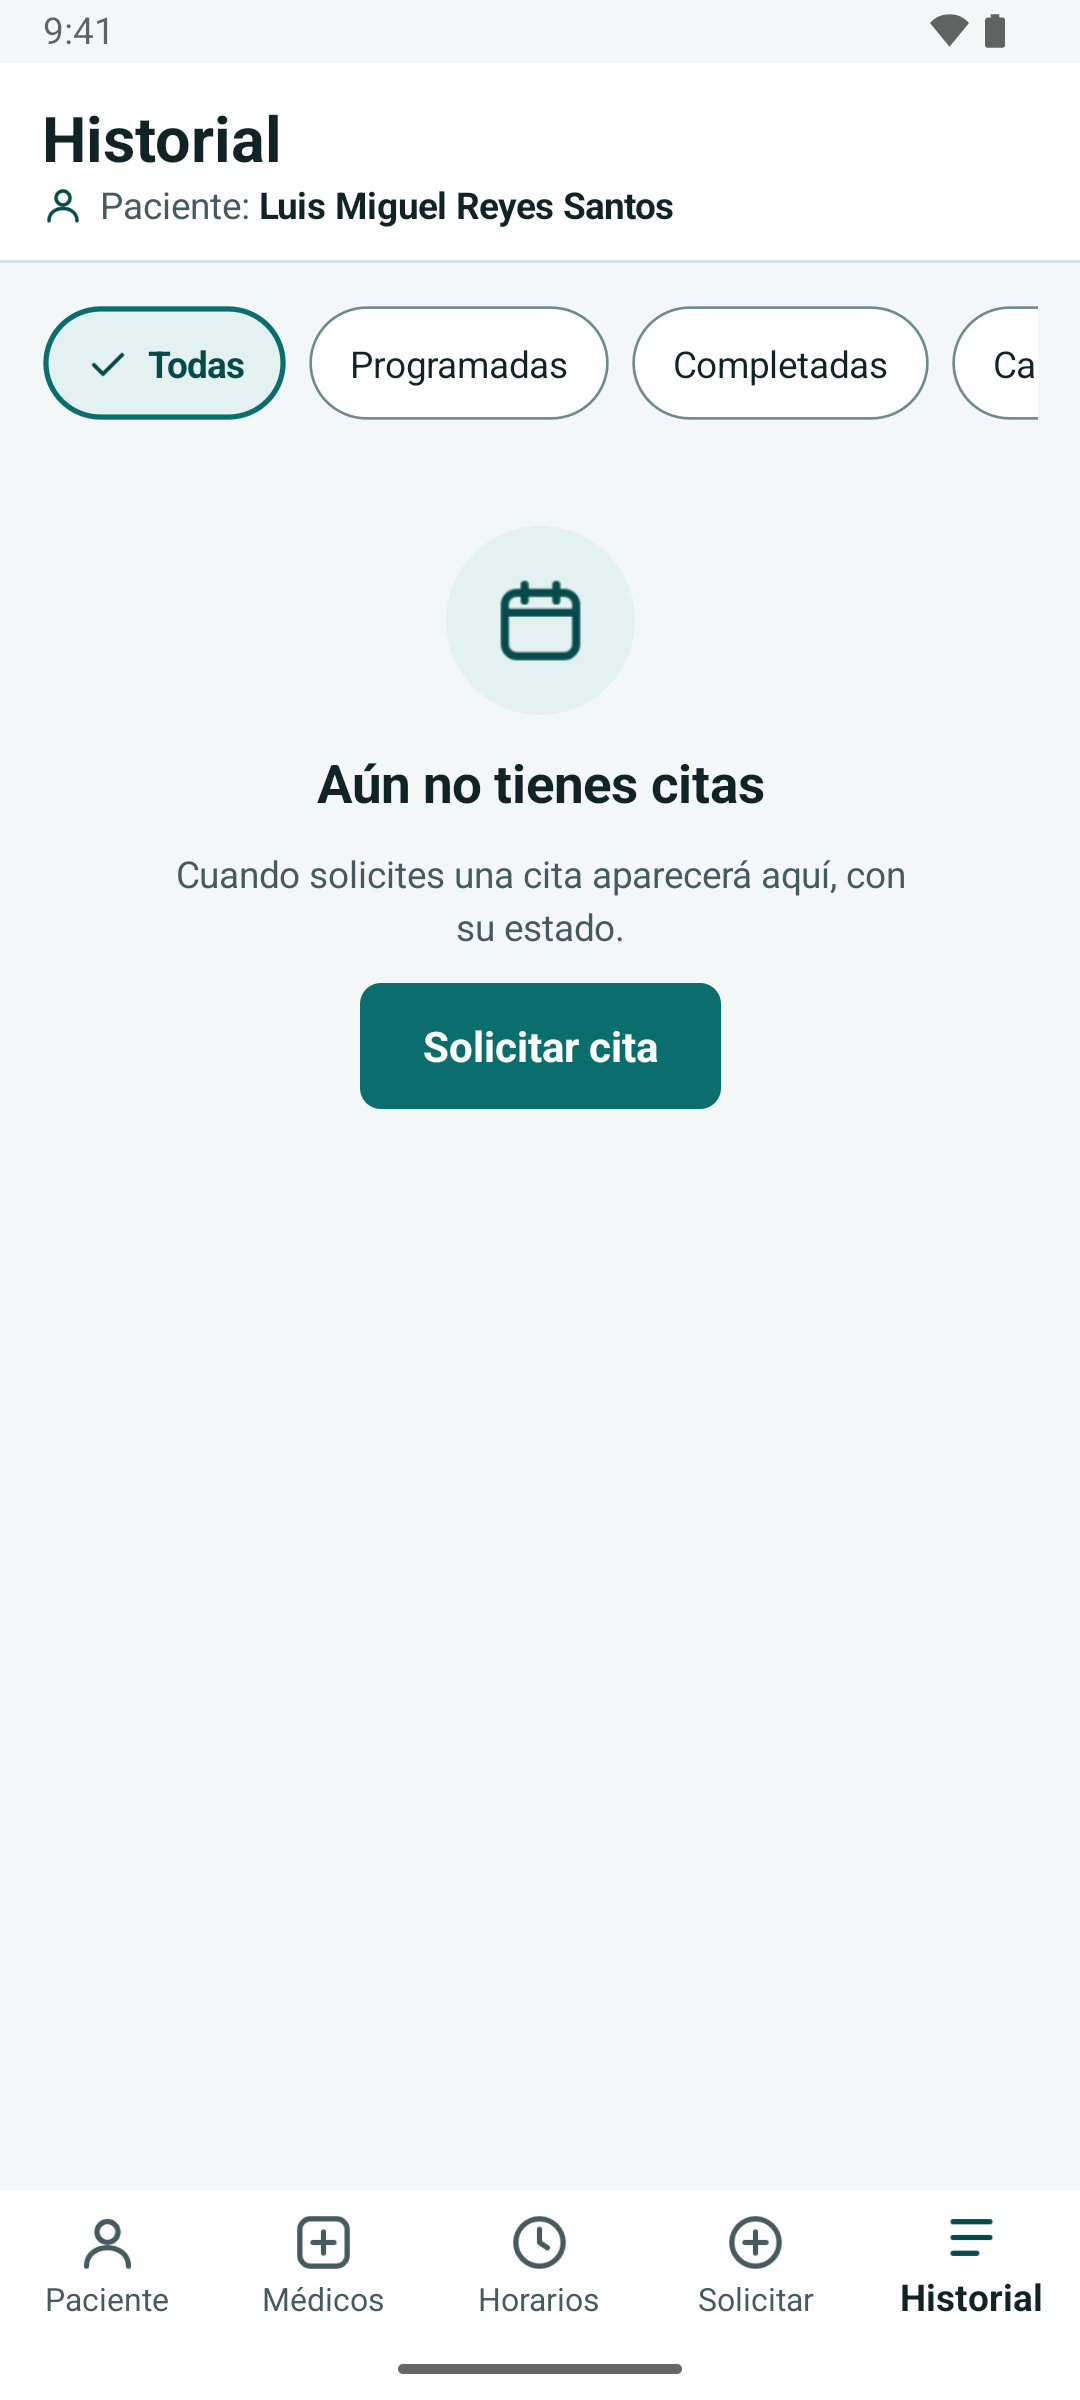 9:41
Historial
Paciente: Luis Miguel Reyes Santos
Todas
Programadas
Completadas
Ca
Aún no tienes citas
Cuando solicites una cita aparecerá aquí, con
su estado.
Solicitar cita
Paciente
Médicos
Horarios
Solicitar
Historial